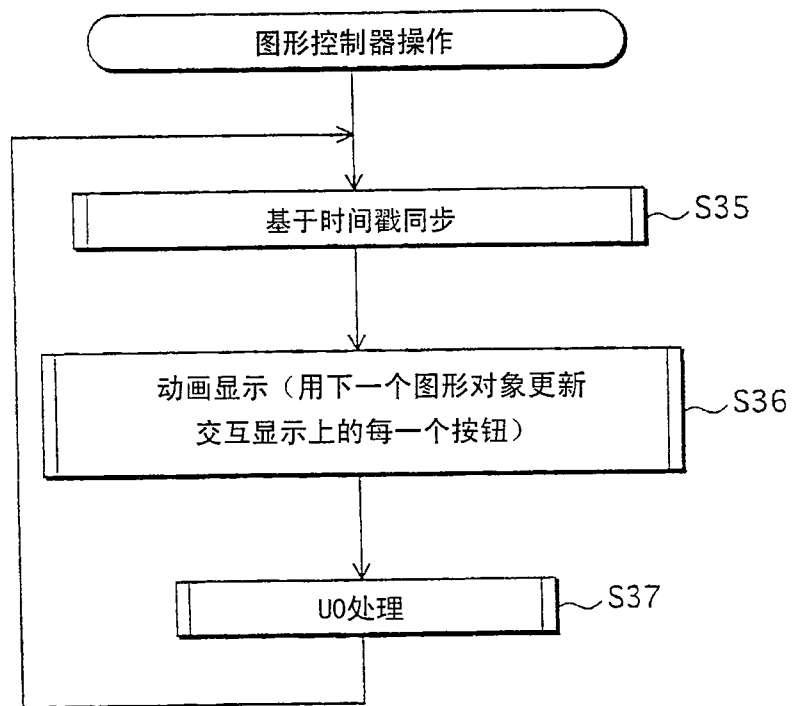 图形控制器操作
基于时间戳同步
S35
动画显示（用下一个图形对象更新
交互显示上的每一个按钮）
S36
UO处理
S37